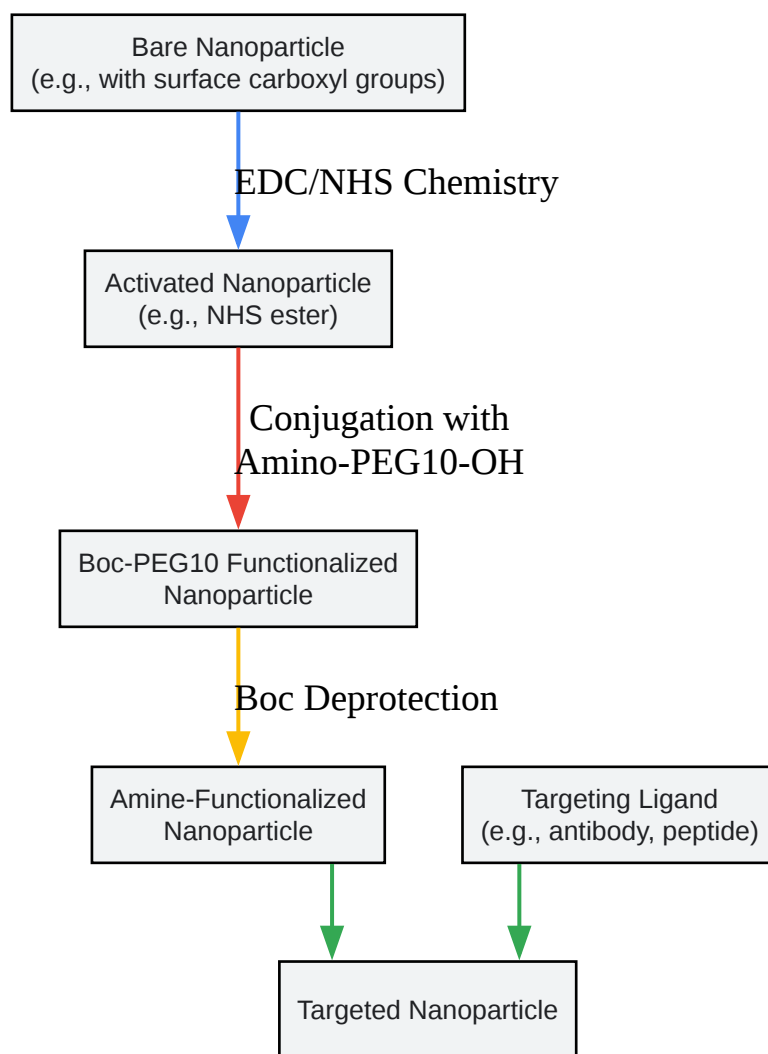 Bare Nanoparticle
(e.g., with surface carboxyl groups)
EDC/NHS Chemistry
Activated Nanoparticle
(e.g., NHS ester)
Conjugation with
Amino-PEG10-OH
Boc-PEG10 Functionalized
Nanoparticle
Boc Deprotection
Amine-Functionalized
Nanoparticle
Targeting Ligand
(e.g., antibody, peptide)
Targeted Nanoparticle